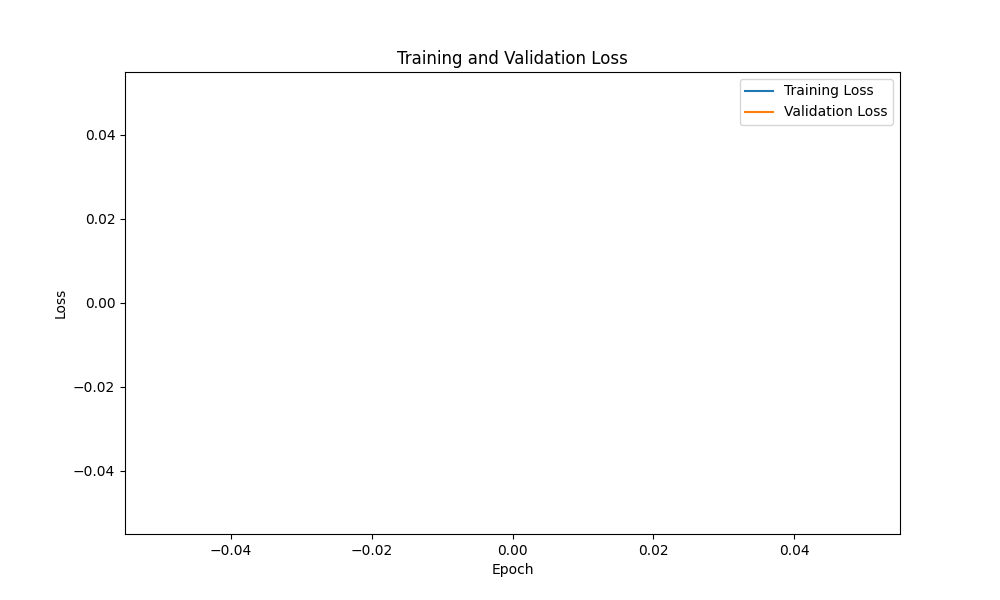 Training and Validation Loss
Training Loss
Validation Loss
0.04
0.02
0.00
−0.02
−0.04
Loss
−0.04
−0.02
0.00
0.02
0.04
Epoch